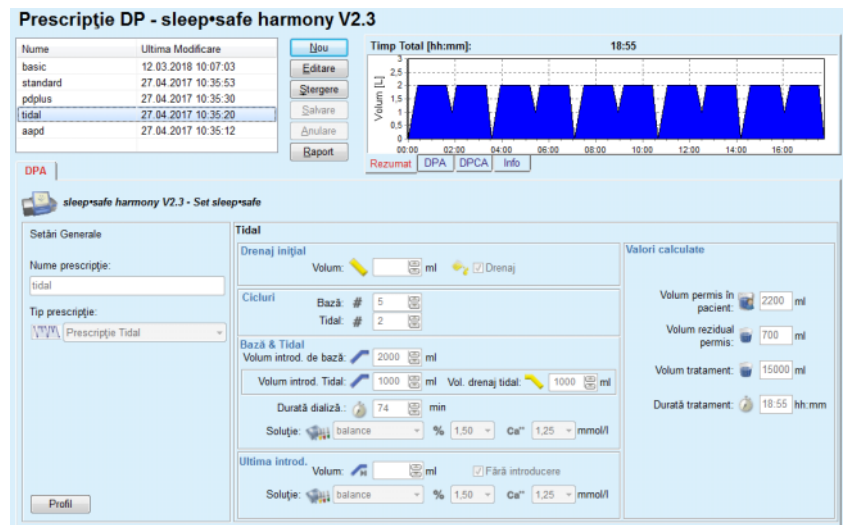 Prescripţie DP - sleep•safe harmony V2.3
Nume Ultima Modificare
basic 12.03.2018 10:07:03
standard 27.04.2017 10:35:53
pdplus 27.04.2017 10:35:30
tidal 27.04.2017 10:35:20
aapd 27.04.2017 10:35:12
Nou
Editare
Ştergere
Salvare
Anulare
Raport
Timp Total [hh:mm]: 18:55
Volum [L]
3
2,5
2
1,5
1
0,5
0
00:00 02:00 04:00 06:00 08:00 10:00 12:00 14:00 16:00
Rezumat DPA DPCA Info
DPA
sleep•safe harmony V2.3 - Set sleep•safe
Setări Generale
Nume prescripţie:
tidal
Tip prescripţie:
Prescripţie Tidal
Profil
Tidal
Drenaj iniţial
Volum: ml Drenaj
Cicluri
Bază: # 5
Tidal: # 2
Bază & Tidal
Volum introd. de bază: 2000 ml
Volum introd. Tidal: 1000 ml Vol. drenaj tidal: 1000 ml
Durată dializă.: 74 min
Soluţie: balance % 1,50 Ca⁺⁺ 1,25 mmol/l
Ultima introd.
Volum: ml Fără introducere
Soluţie: balance % 1,50 Ca⁺⁺ 1,25 mmol/l
Valori calculate
Volum permis în
pacient: 2200 ml
Volum rezidual
permis: 700 ml
Volum tratament: 15000 ml
Durată tratament: 18:55 hh:mm